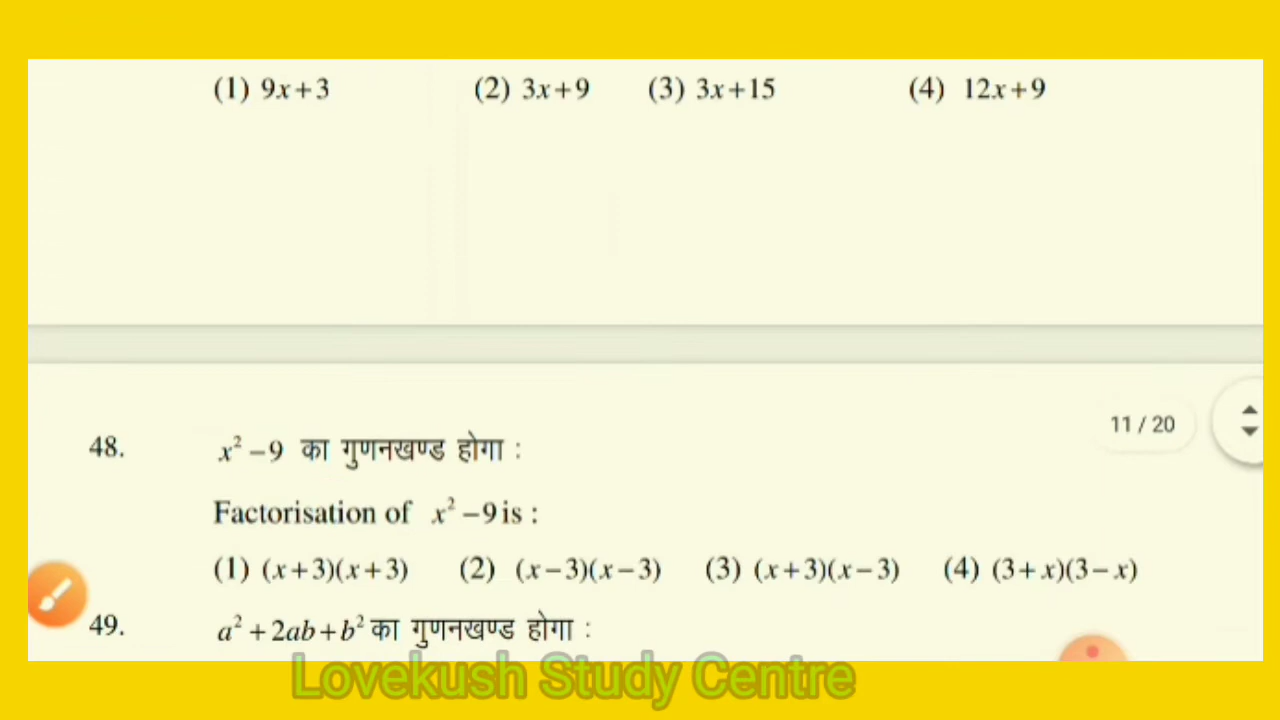 (1) 9x+3 (2) 3x+9 (3) 3x+15 (4) 12x+9
11 / 20
48. x² –9 का गुणनखण्ड होगा :
Factorisation of x² –9 is :
(1) (x+3)(x+3) (2) (x–3)(x–3) (3) (x+3)(x–3) (4) (3+x)(3–x)
49. a² +2ab+b² का गुणनखण्ड होगा :
Lovekush Study Centre